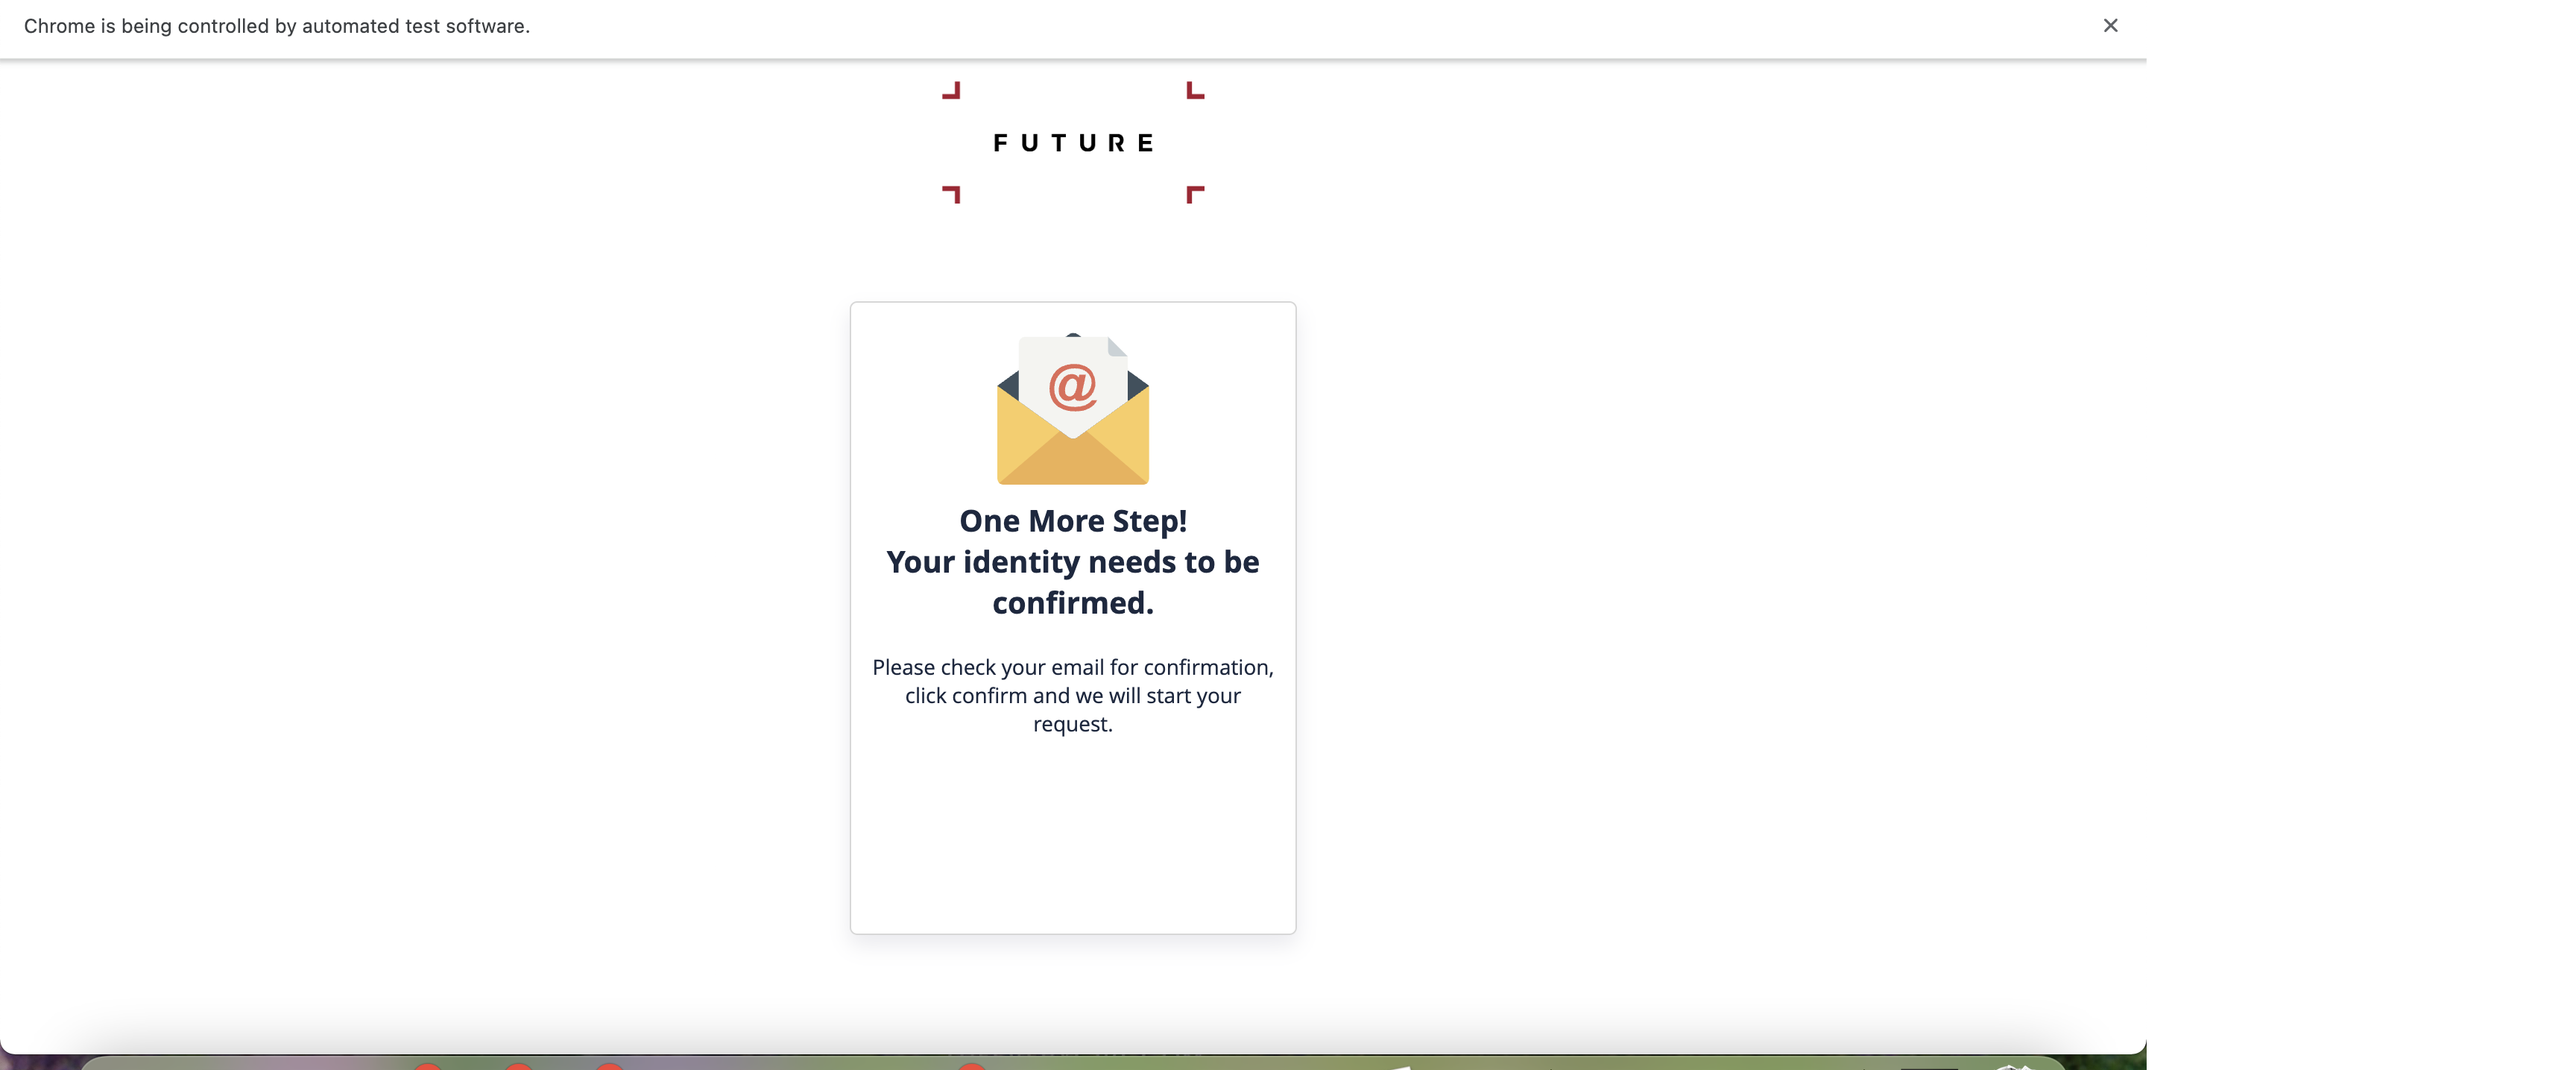 Chrome is being controlled by automated test software.
FUTURE
@
One More Step!
Your identity needs to be
confirmed.
Please check your email for confirmation,
click confirm and we will start your
request.